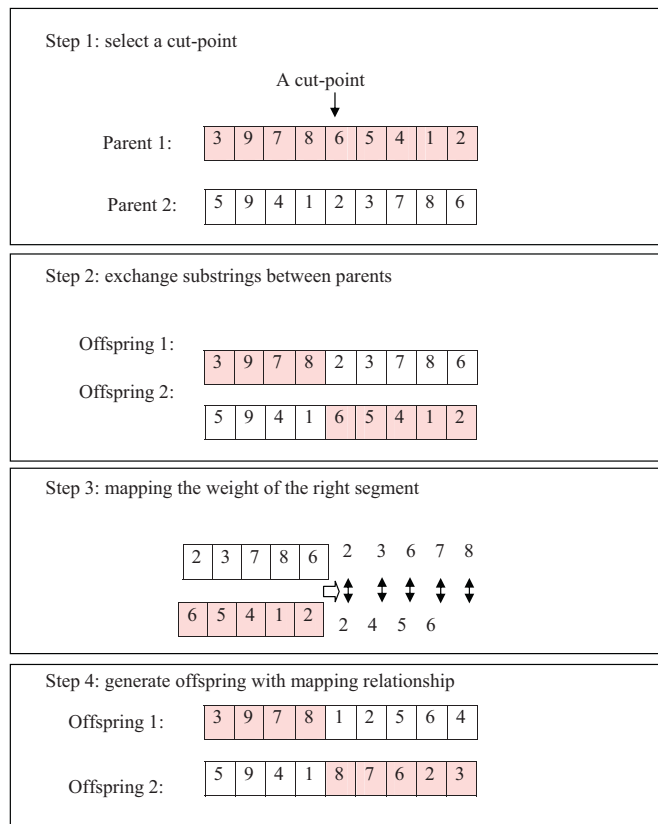 Step 1: select a cut-point
A cut-point
Parent 1: 3 9 7 8 6 5 4 1 2
Parent 2: 5 9 4 1 2 3 7 8 6
Step 2: exchange substrings between parents
Offspring 1: 3 9 7 8 2 3 7 8 6
Offspring 2: 5 9 4 1 6 5 4 1 2
Step 3: mapping the weight of the right segment
2 3 7 8 6 2 3 6 7 8
6 5 4 1 2 2 4 5 6
Step 4: generate offspring with mapping relationship
Offspring 1: 3 9 7 8 1 2 5 6 4
Offspring 2: 5 9 4 1 8 7 6 2 3